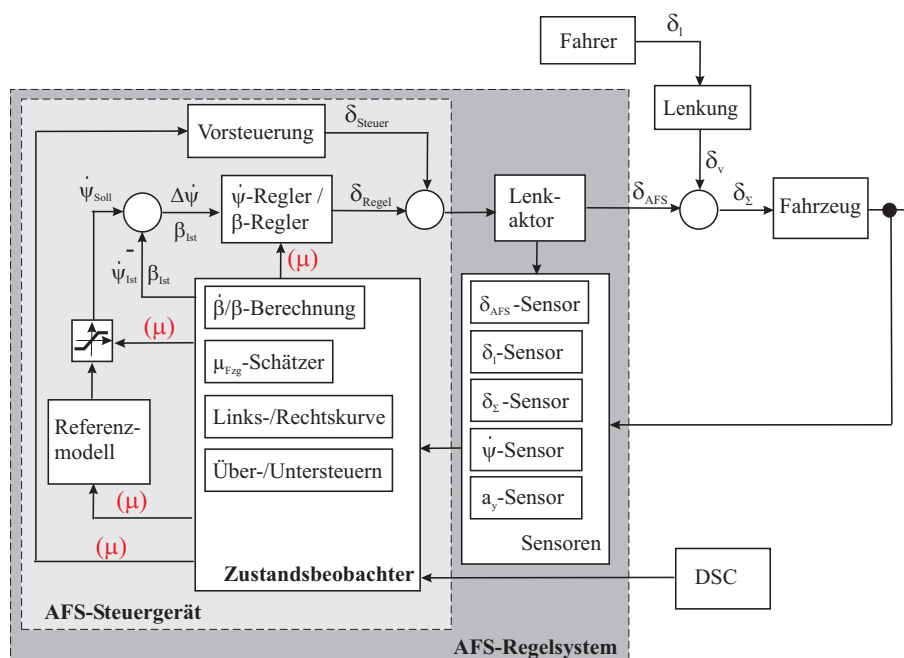 Fahrer
δ₁
Lenkung
δᵥ
Vorsteuerung
δSteuer
ψ̇Soll
Δψ̇
βIst
ψ̇-Regler /
β-Regler
δRegel
Lenk-
aktor
δAFS
δΣ
Fahrzeug
-
ψ̇Ist
βIst
(μ)
β̇/β-Berechnung
δAFS-Sensor
(μ)
μFzg-Schätzer
δ₁-Sensor
Referenz-
modell
Links-/Rechtskurve
δΣ-Sensor
Über-/Untersteuern
ψ̇-Sensor
(μ)
ay-Sensor
(μ)
Sensoren
Zustandsbeobachter
DSC
AFS-Steuergerät
AFS-Regelsystem